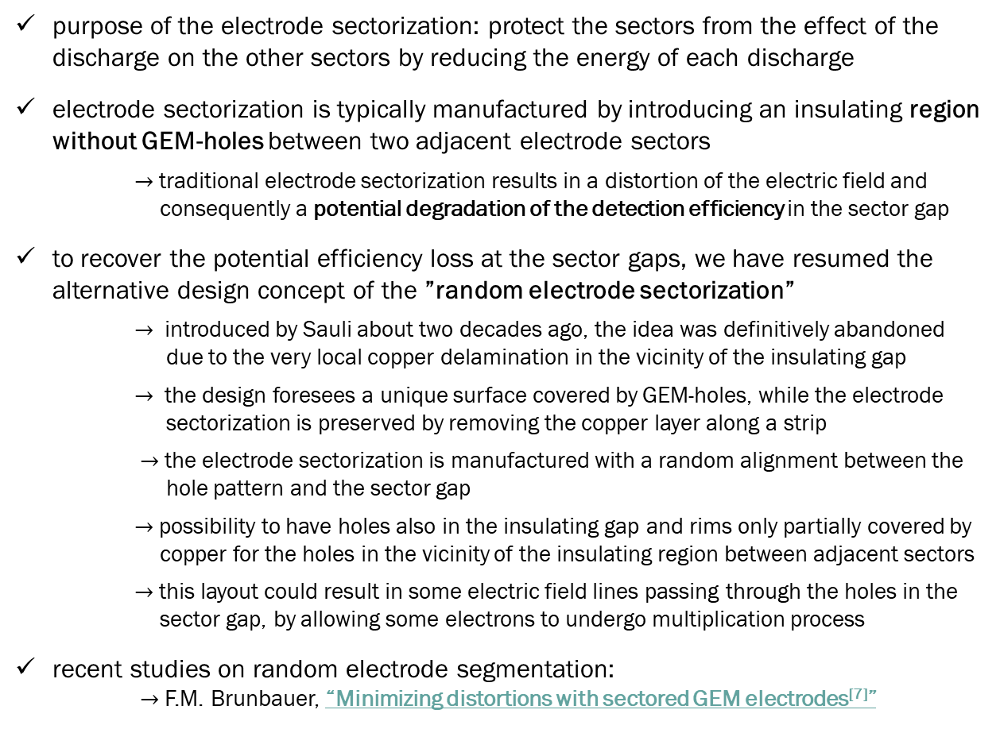 ✓ purpose of the electrode sectorization: protect the sectors from the effect of the
discharge on the other sectors by reducing the energy of each discharge
✓ electrode sectorization is typically manufactured by introducing an insulating region
without GEM-holes between two adjacent electrode sectors
→ traditional electrode sectorization results in a distortion of the electric field and
consequently a potential degradation of the detection efficiency in the sector gap
✓ to recover the potential efficiency loss at the sector gaps, we have resumed the
alternative design concept of the ”random electrode sectorization”
→ introduced by Sauli about two decades ago, the idea was definitively abandoned
due to the very local copper delamination in the vicinity of the insulating gap
→ the design foresees a unique surface covered by GEM-holes, while the electrode
sectorization is preserved by removing the copper layer along a strip
→ the electrode sectorization is manufactured with a random alignment between the
hole pattern and the sector gap
→ possibility to have holes also in the insulating gap and rims only partially covered by
copper for the holes in the vicinity of the insulating region between adjacent sectors
→ this layout could result in some electric field lines passing through the holes in the
sector gap, by allowing some electrons to undergo multiplication process
✓ recent studies on random electrode segmentation:
→ F.M. Brunbauer, “Minimizing distortions with sectored GEM electrodes[7]”